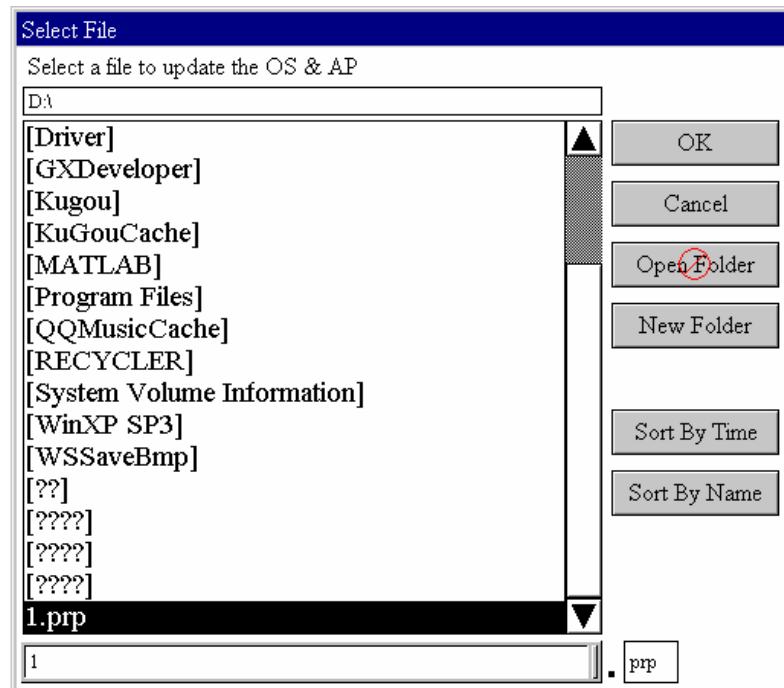 Select File
Select a file to update the OS & AP
D:\
[Driver]
[GXDeveloper]
[Kugou]
[KuGouCache]
[MATLAB]
[Program Files]
[QQMusicCache]
[RECYCLER]
[System Volume Information]
[WinXP SP3]
[WSSaveBmp]
[??]
[????]
[????]
[????]
1.prp
1 . prp
OK
Cancel
Open Folder
New Folder
Sort By Time
Sort By Name